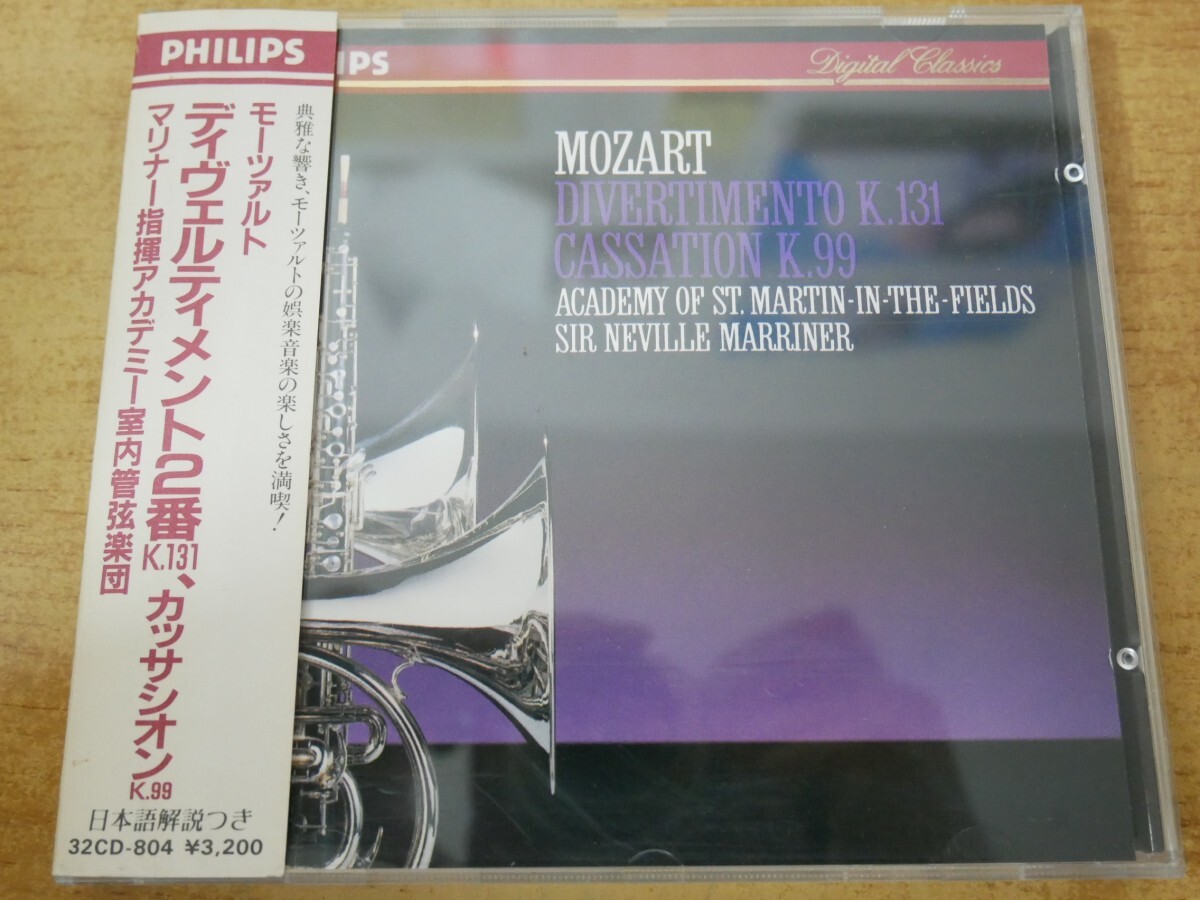 PHILIPS
典雅な響き、モーツァルトの娯楽音楽の楽しさを満喫!
モーツァルト
ディヴェルティメント2番K.131、カッサシオンK.99
マリナー指揮アカデミー室内管弦楽団
日本語解説つき
32CD-804 ¥3,200
IPS
Digital Classics
MOZART
DIVERTIMENTO K.131
CASSATION K.99
ACADEMY OF ST. MARTIN-IN-THE-FIELDS
SIR NEVILLE MARRINER